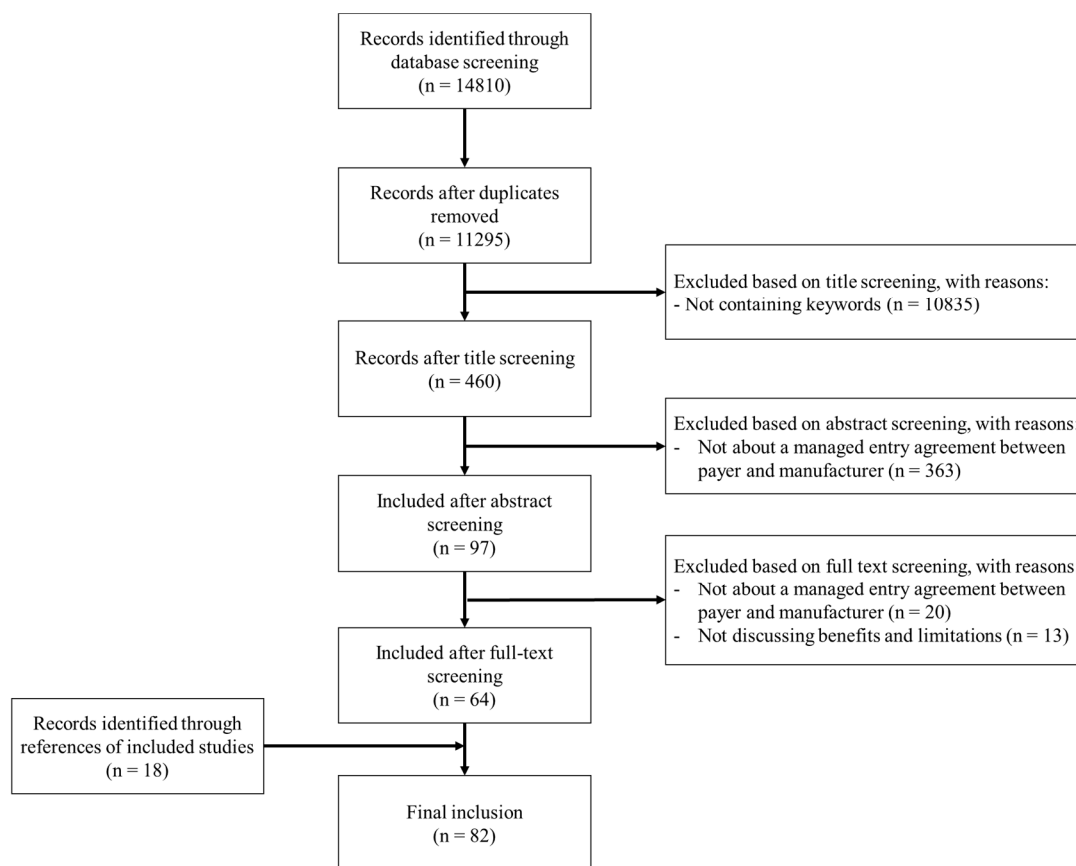 Records identified through
database screening
(n = 14810)
Records after duplicates
removed
(n = 11295)
Excluded based on title screening, with reasons:
- Not containing keywords (n = 10835)
Records after title screening
(n = 460)
Excluded based on abstract screening, with reasons:
- Not about a managed entry agreement between
payer and manufacturer (n = 363)
Included after abstract
screening
(n = 97)
Excluded based on full text screening, with reasons
- Not about a managed entry agreement between
payer and manufacturer (n = 20)
- Not discussing benefits and limitations (n = 13)
Included after full-text
screening
(n = 64)
Records identified through
references of included studies
(n = 18)
Final inclusion
(n = 82)